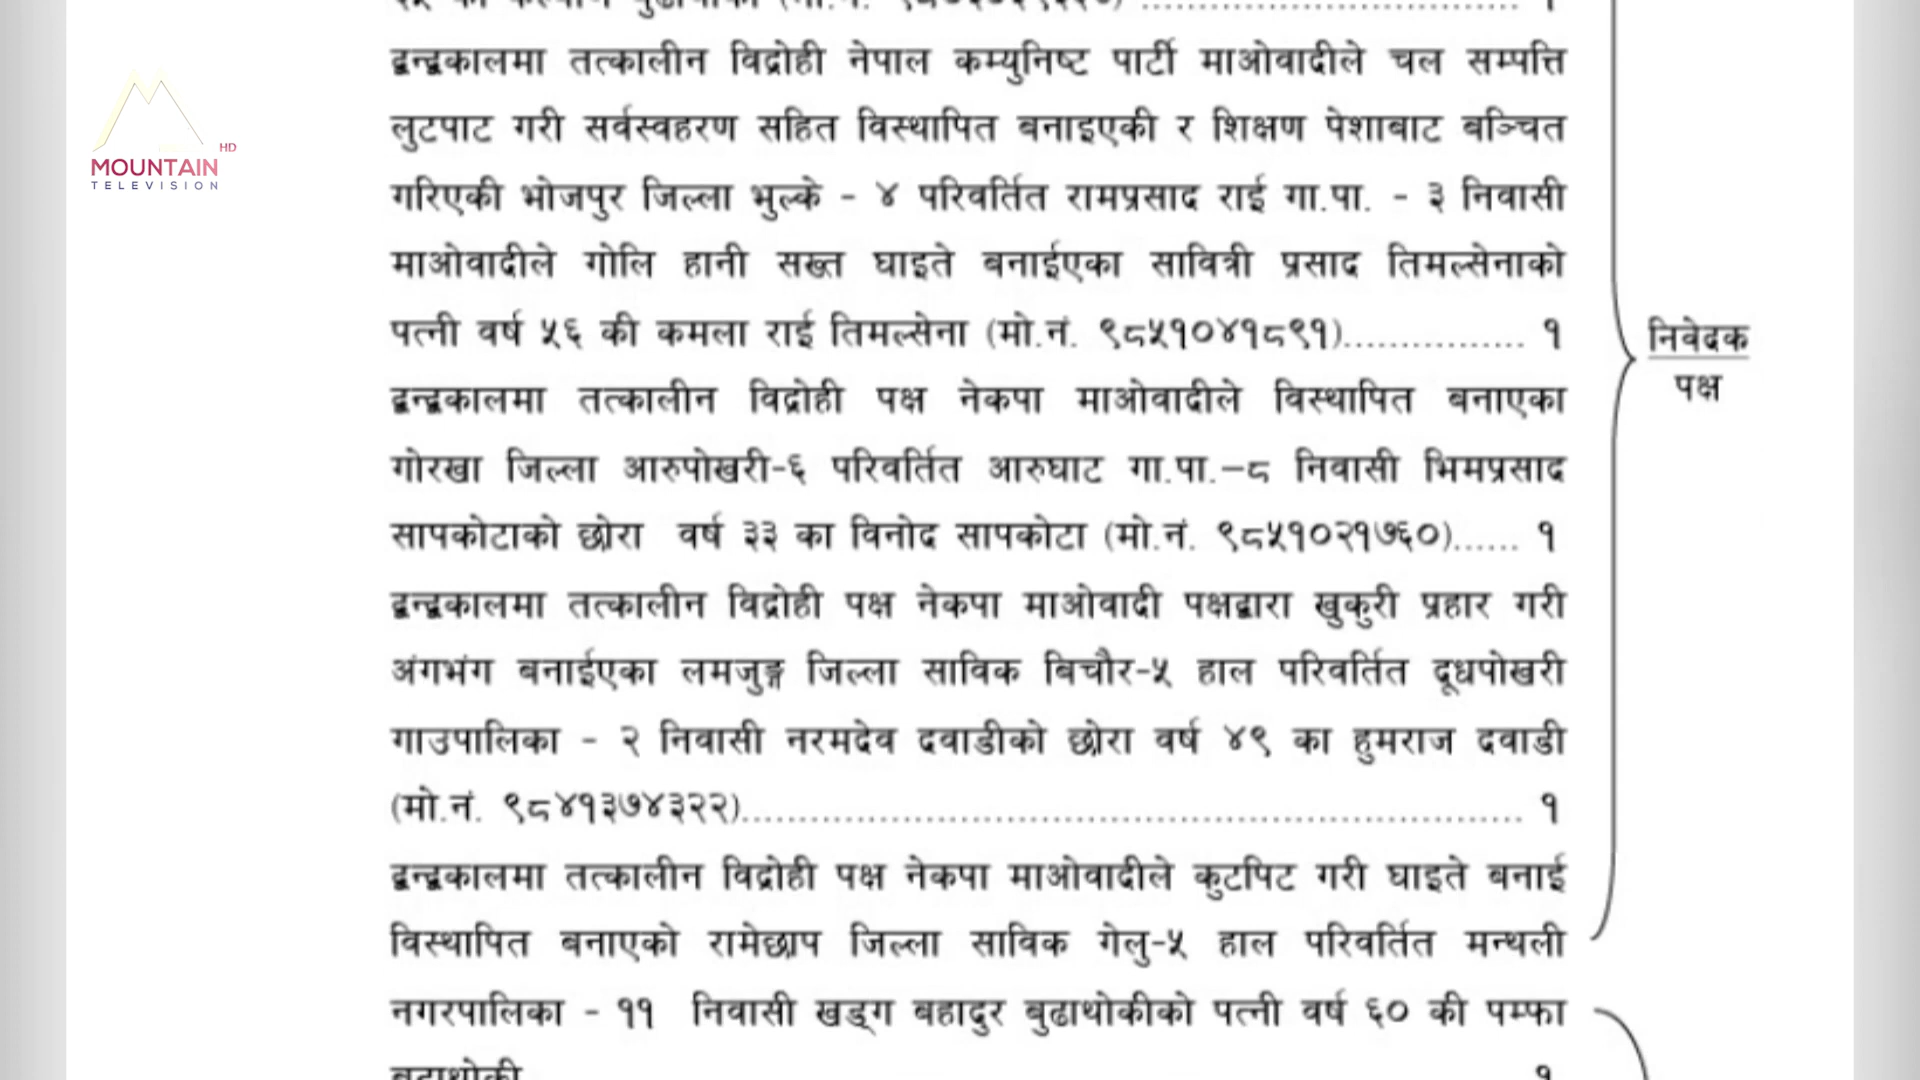 द्वन्द्वकालमा तत्कालीन विद्रोही नेपाल कम्युनिष्ट पार्टी माओवादीले चल सम्पत्ति
लुटपाट गरी सर्वस्वहरण सहित विस्थापित बनाइएकी र शिक्षण पेशाबाट बञ्चित
गरिएकी भोजपुर जिल्ला भुल्के - ४ परिवर्तित रामप्रसाद राई गा.पा. - ३ निवासी
माओवादीले गोलि हानी सख्त घाइते बनाईएका सावित्री प्रसाद तिमल्सेनाको
पत्नी वर्ष ५६ की कमला राई तिमल्सेना (मो.नं. ९८५१०४१८९१)................ १
द्वन्द्वकालमा तत्कालीन विद्रोही पक्ष नेकपा माओवादीले विस्थापित बनाएका
गोरखा जिल्ला आरुपोखरी-६ परिवर्तित आरुघाट गा.पा.–८ निवासी भिमप्रसाद
सापकोटाको छोरा वर्ष ३३ का विनोद सापकोटा (मो.नं. ९८५१०२१७६०)...... १
द्वन्द्वकालमा तत्कालीन विद्रोही पक्ष नेकपा माओवादी पक्षद्वारा खुकुरी प्रहार गरी
अंगभंग बनाईएका लमजुङ्ग जिल्ला साविक बिचौर-५ हाल परिवर्तित दूधपोखरी
गाउपालिका - २ निवासी नरमदेव दवाडीको छोरा वर्ष ४९ का हुमराज दवाडी
(मो.नं. ९८४१३७४३२२)...................................................................... १
द्वन्द्वकालमा तत्कालीन विद्रोही पक्ष नेकपा माओवादीले कुटपिट गरी घाइते बनाई
विस्थापित बनाएको रामेछाप जिल्ला साविक गेलु-५ हाल परिवर्तित मन्थली
नगरपालिका - ११ निवासी खड्ग बहादुर बुढाथोकीको पत्नी वर्ष ६० की पम्फा
निवेदक
पक्ष
MOUNTAIN HD
TELEVISION